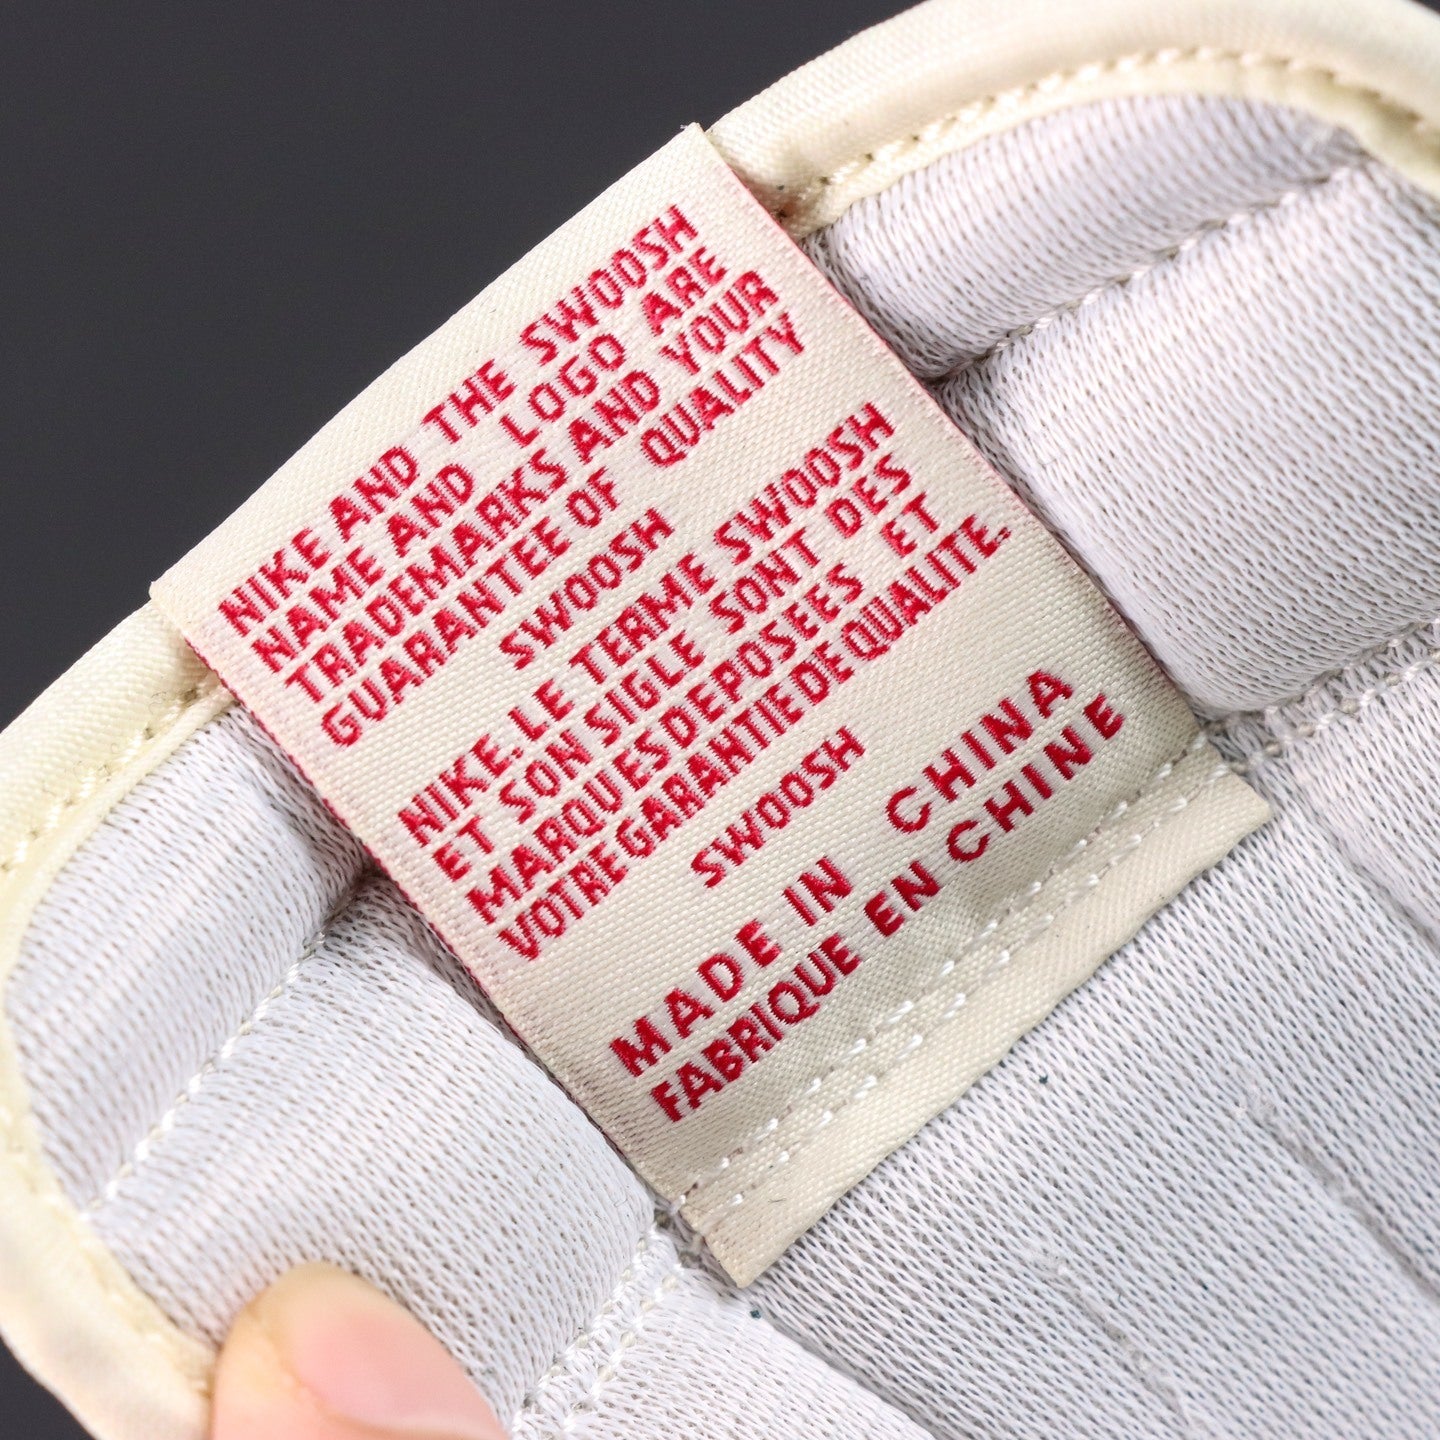 NIKE AND THE SWOOSH
NAME AND LOGO ARE
TRADEMARKS AND YOUR
GUARANTEE OF QUALITY
SWOOSH
NIKE. LE TERME SWOOSH
ET SON SIGLE SONT DES
MARQUES DEPOSEES ET
VOTRE GARANTIE DE QUALITE.
SWOOSH
MADE IN CHINA
FABRIQUE EN CHINE